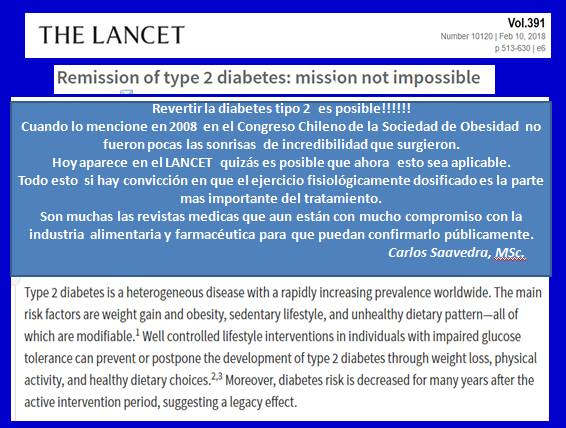 THE LANCET
Vol.391
Number 10120 | Feb 10, 2018
p 513-630 | e6
Remission of type 2 diabetes: mission not impossible
Revertir la diabetes tipo 2 es posible!!!!!!
Cuando lo mencione en 2008 en el Congreso Chileno de la Sociedad de Obesidad no
fueron pocas las sonrisas de incredibilidad que surgieron.
Hoy aparece en el LANCET quizás es posible que ahora esto sea aplicable.
Todo esto si hay convicción en que el ejercicio fisiológicamente dosificado es la parte
mas importante del tratamiento.
Son muchas las revistas medicas que aun están con mucho compromiso con la
industria alimentaria y farmacéutica para que puedan confirmarlo públicamente.
Carlos Saavedra, MSc.
Type 2 diabetes is a heterogeneous disease with a rapidly increasing prevalence worldwide. The main
risk factors are weight gain and obesity, sedentary lifestyle, and unhealthy dietary pattern—all of
which are modifiable.1 Well controlled lifestyle interventions in individuals with impaired glucose
tolerance can prevent or postpone the development of type 2 diabetes through weight loss, physical
activity, and healthy dietary choices.2,3 Moreover, diabetes risk is decreased for many years after the
active intervention period, suggesting a legacy effect.